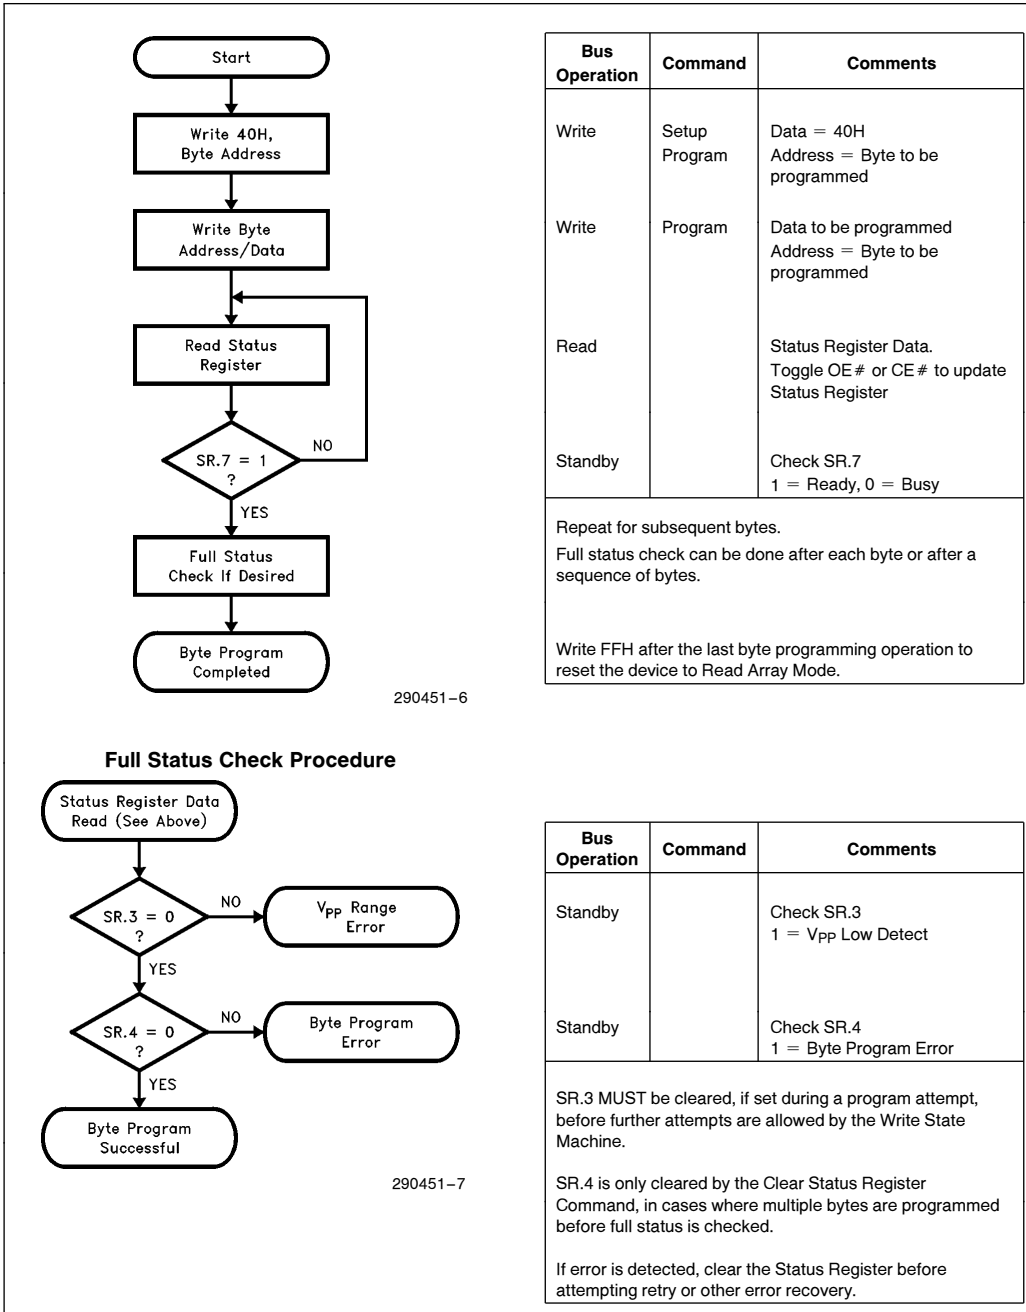 Start
Write 40H,
Byte Address
Write Byte
Address/Data
Read Status
Register
SR.7 = 1
?
NO
YES
Full Status
Check If Desired
Byte Program
Completed
290451–6
Bus
Operation
Command
Comments
Write
Setup
Program
Data = 40H
Address = Byte to be
programmed
Write
Program
Data to be programmed
Address = Byte to be
programmed
Read
Status Register Data.
Toggle OE# or CE# to update
Status Register
Standby
Check SR.7
1 = Ready, 0 = Busy
Repeat for subsequent bytes.
Full status check can be done after each byte or after a
sequence of bytes.
Write FFH after the last byte programming operation to
reset the device to Read Array Mode.
Full Status Check Procedure
Status Register Data
Read (See Above)
SR.3 = 0
?
NO
VPP Range
Error
YES
SR.4 = 0
?
NO
Byte Program
Error
YES
Byte Program
Successful
290451–7
Bus
Operation
Command
Comments
Standby
Check SR.3
1 = VPP Low Detect
Standby
Check SR.4
1 = Byte Program Error
SR.3 MUST be cleared, if set during a program attempt,
before further attempts are allowed by the Write State
Machine.
SR.4 is only cleared by the Clear Status Register
Command, in cases where multiple bytes are programmed
before full status is checked.
If error is detected, clear the Status Register before
attempting retry or other error recovery.